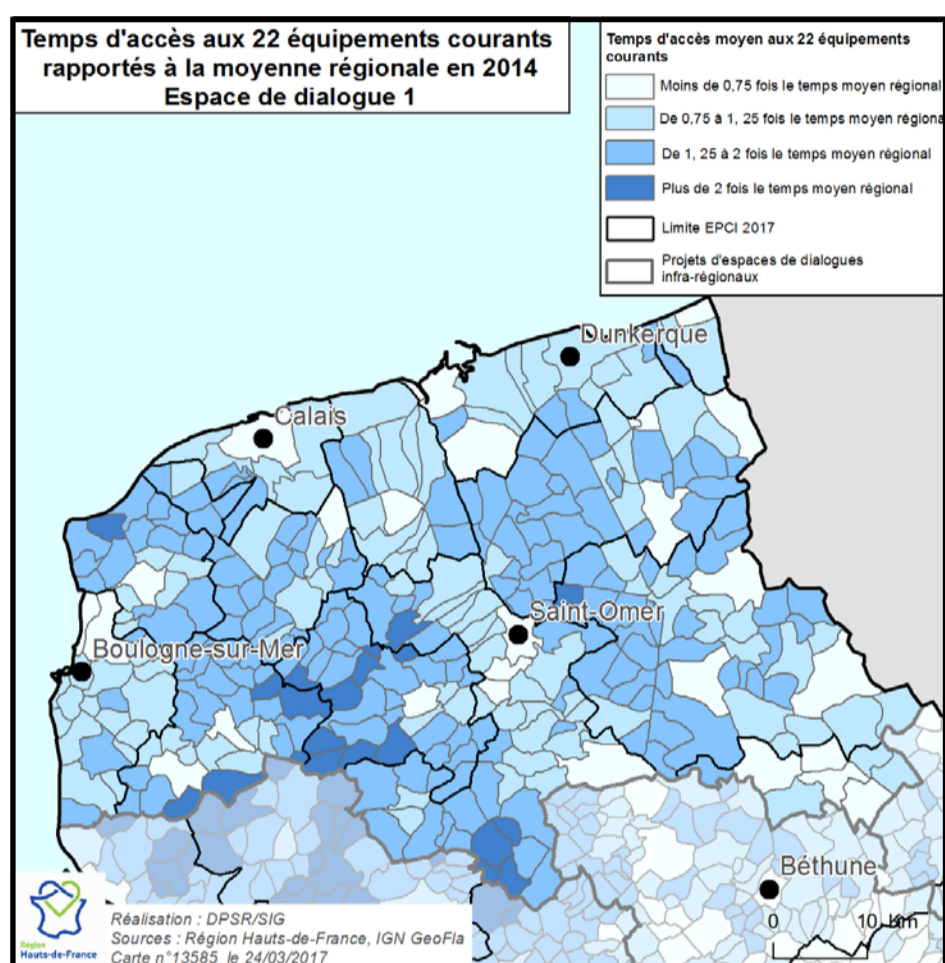 Temps d'accès aux 22 équipements courants
rapportés à la moyenne régionale en 2014
Espace de dialogue 1
Temps d'accès moyen aux 22 équipements
courants
Moins de 0,75 fois le temps moyen régional
De 0,75 à 1, 25 fois le temps moyen régiona
De 1, 25 à 2 fois le temps moyen régional
Plus de 2 fois le temps moyen régional
Limite EPCI 2017
Projets d'espaces de dialogues
infra-régionaux
Dunkerque
Calais
Saint-Omer
Boulogne-sur-Mer
Béthune
0 10 Km
Région
Hauts-de-France
Réalisation : DPSR/SIG
Sources : Région Hauts-de-France, IGN GeoFla
Carte n°13585 le 24/03/2017